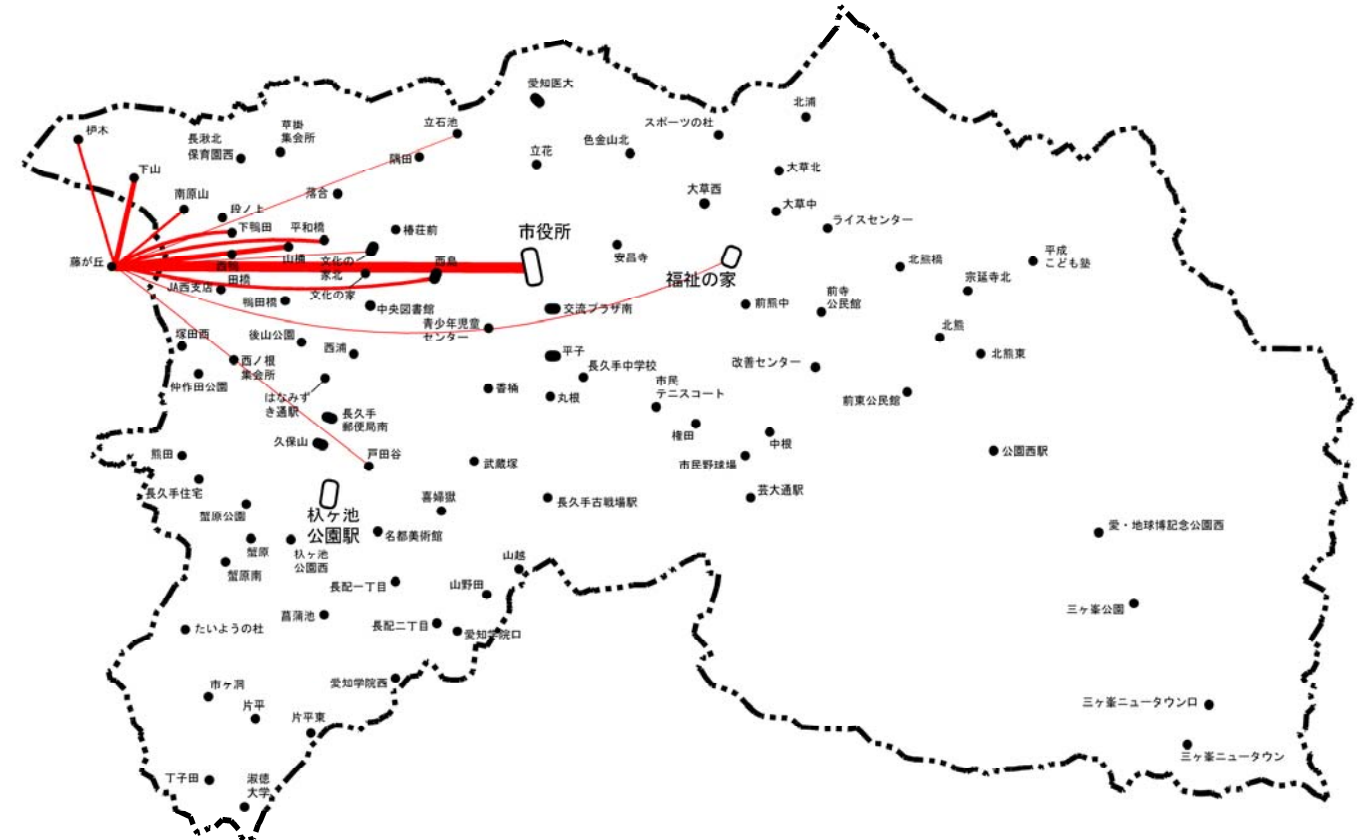 愛知医大
北浦
枦木
長湫北
保育園西
草掛
集会所
立石池
スポーツの杜
色金山北
立花
隅田
下山
大草北
南原山
落合
大草西
大草中
段ノ上
下鴨田
平和橋
椿荘前
市役所
ライスセンター
安昌寺
平成
こども塾
藤が丘
西鴨
田橋
山桶
文化の
家北
西島
福祉の家
北熊橋
宗延寺北
JA西支店
文化の家
鴨田橋
中央図書館
交流プラザ南
前熊中
前寺
公民館
青少年児童
センター
北熊
塚田西
後山公園
西浦
平子
北熊東
西ノ根
集会所
長久手中学校
改善センター
仲作田公園
はなみず
き通駅
香桶
丸根
市民
テニスコート
前東公民館
長久手
郵便局南
久保山
権田
中根
熊田
戸田谷
武蔵塚
市民野球場
公園西駅
長久手住宅
喜婦嶽
長久手古戦場駅
芸大通駅
蟹原公園
杁ヶ池
公園駅
愛・地球博記念公園西
名都美術館
蟹原
杁ヶ池
公園西
山越
蟹原南
長配一丁目
山野田
菖蒲池
三ヶ峯公園
たいようの杜
長配二丁目
愛知学院口
市ヶ洞
愛知学院西
片平
片平東
三ヶ峯ニュータウン口
三ヶ峯ニュータウン
丁子田
淑徳
大学